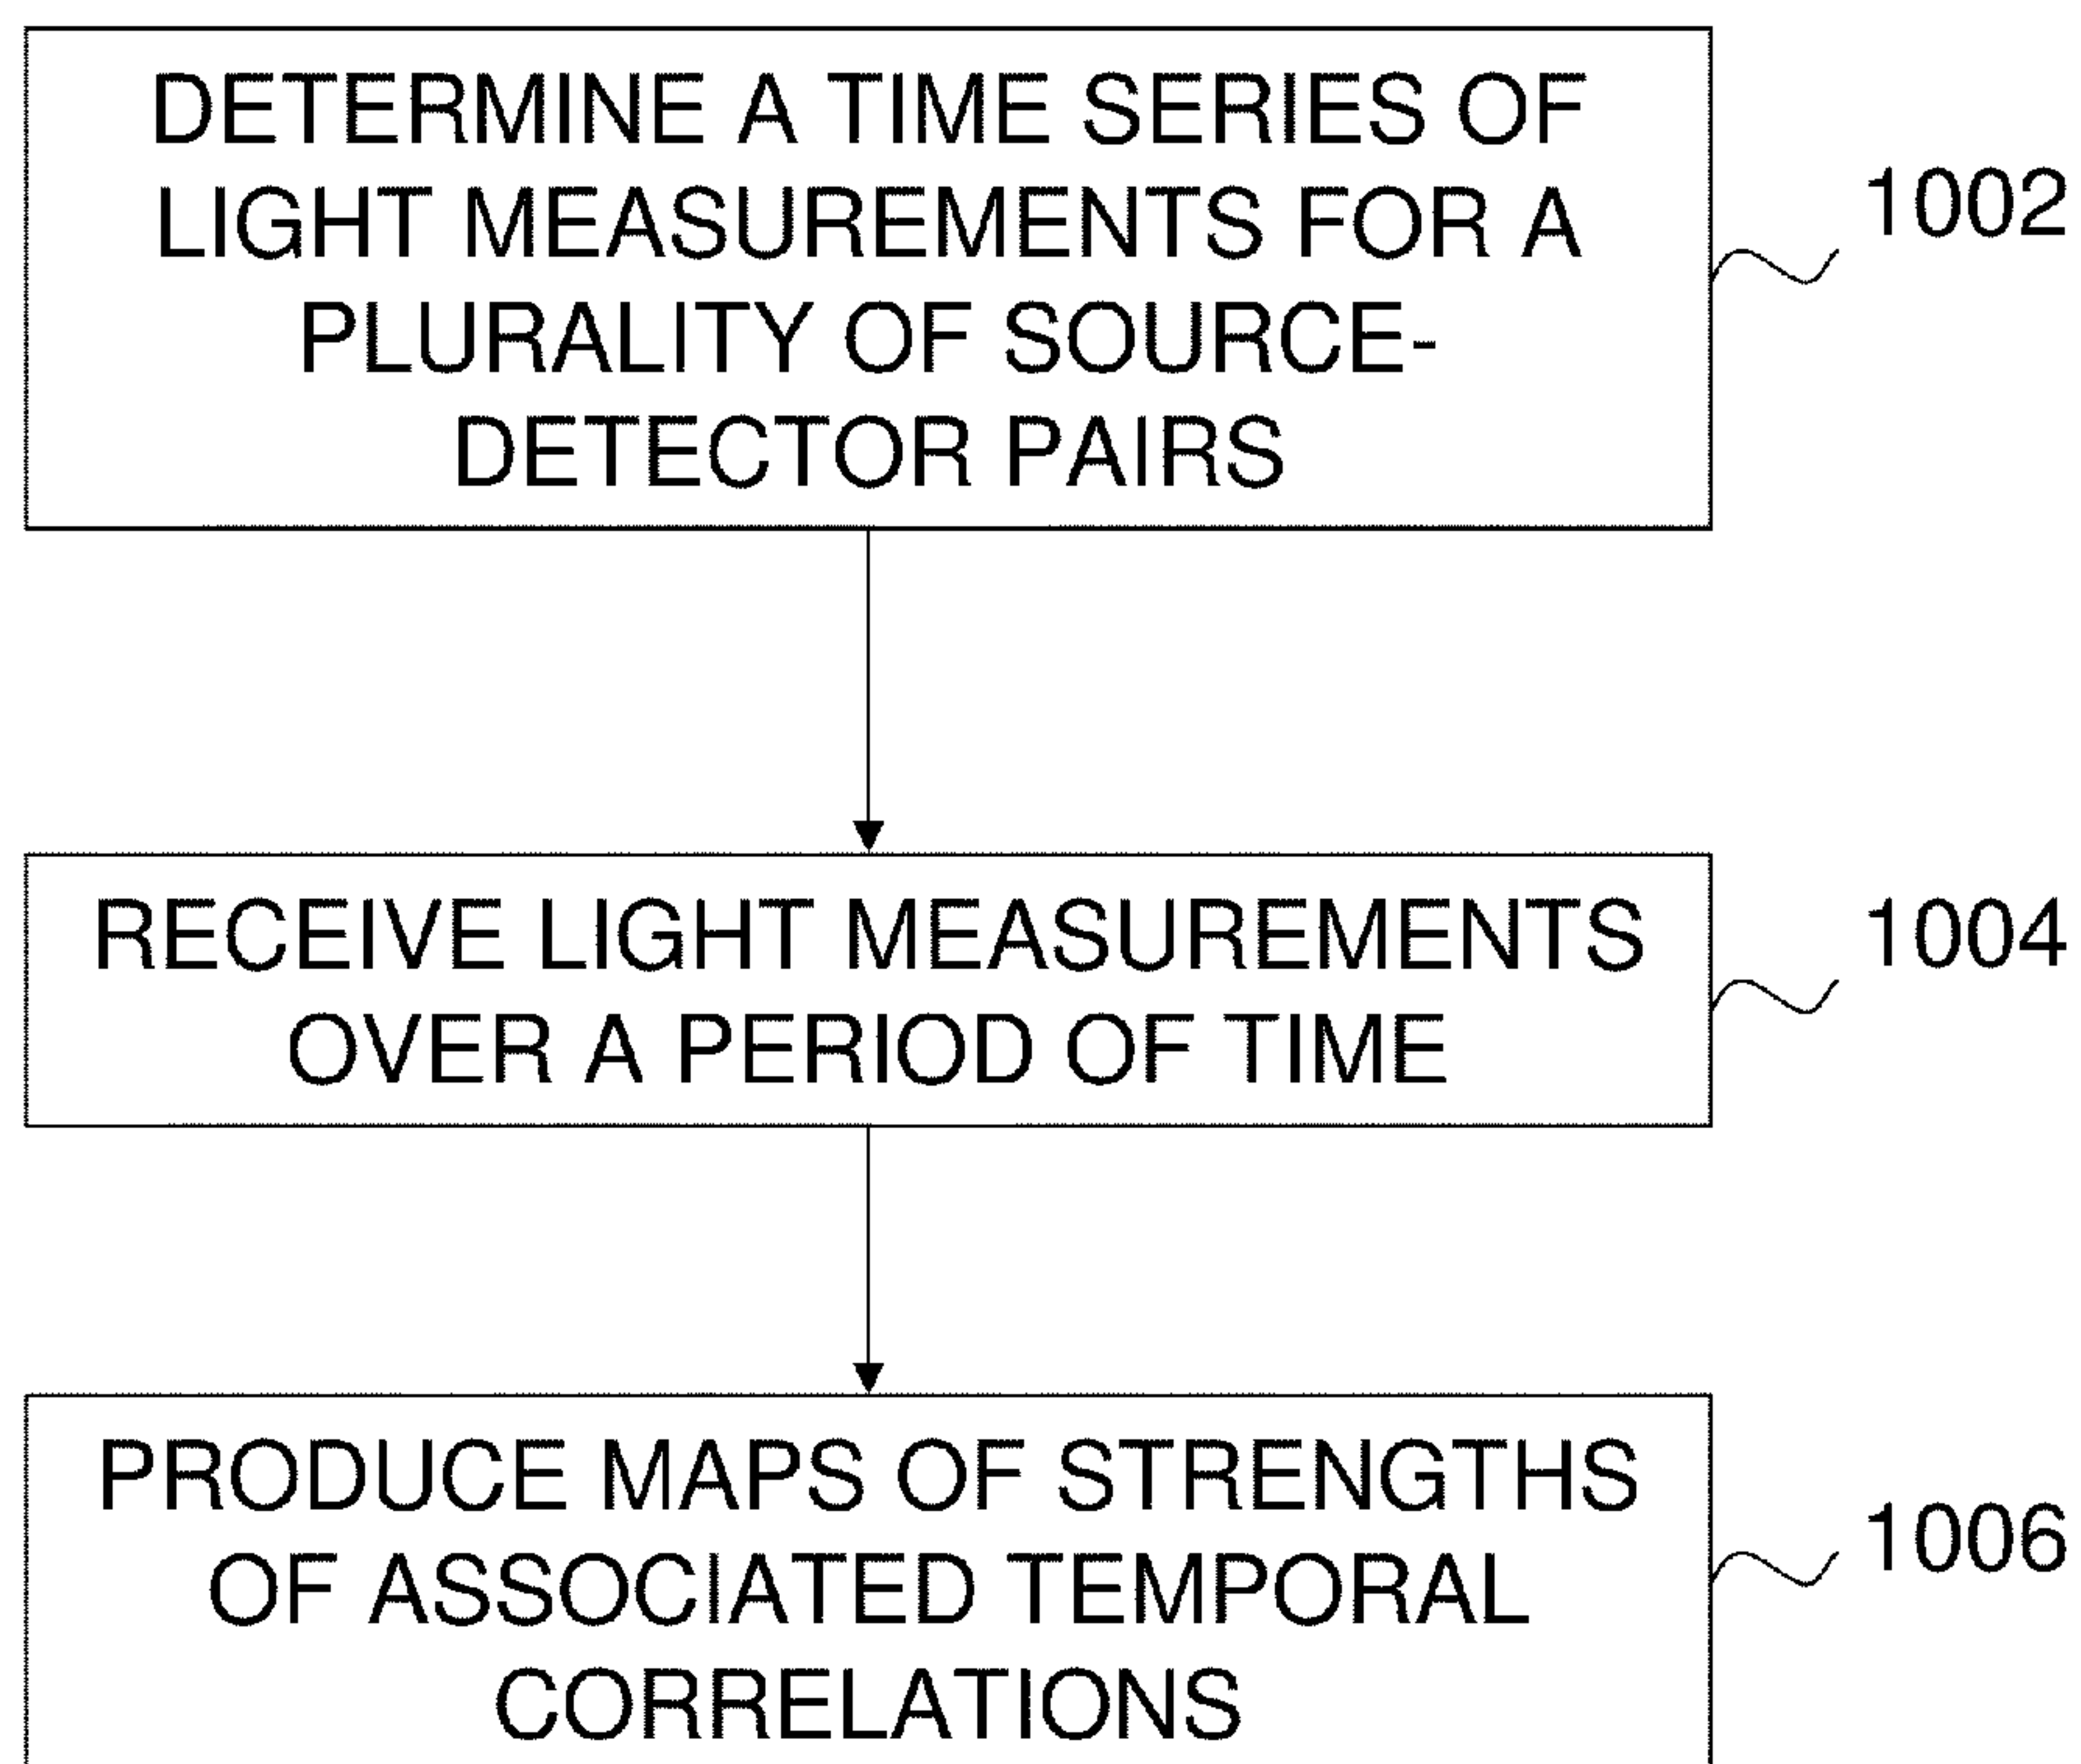 DETERMINE A TIME SERIES OF
LIGHT MEASUREMENTS FOR A
PLURALITY OF SOURCE-
DETECTOR PAIRS
1002
RECEIVE LIGHT MEASUREMENTS
OVER A PERIOD OF TIME
1004
PRODUCE MAPS OF STRENGTHS
OF ASSOCIATED TEMPORAL
CORRELATIONS
1006